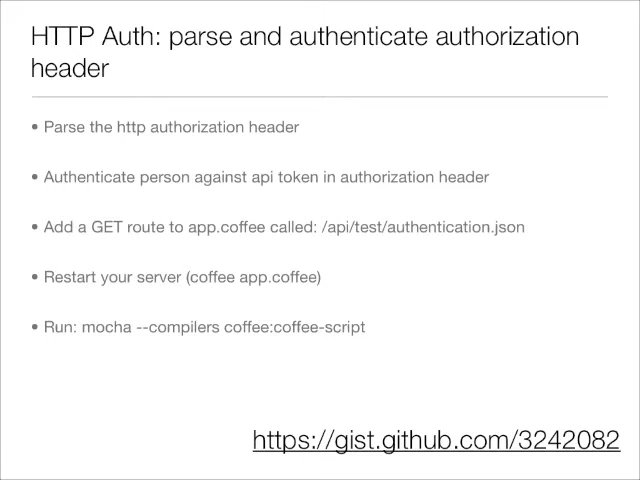 HTTP Auth: parse and authenticate authorization
header
• Parse the http authorization header
• Authenticate person against api token in authorization header
• Add a GET route to app.coffee called: /api/test/authentication.json
• Restart your server (coffee app.coffee)
• Run: mocha --compilers coffee:coffee-script
https://gist.github.com/3242082